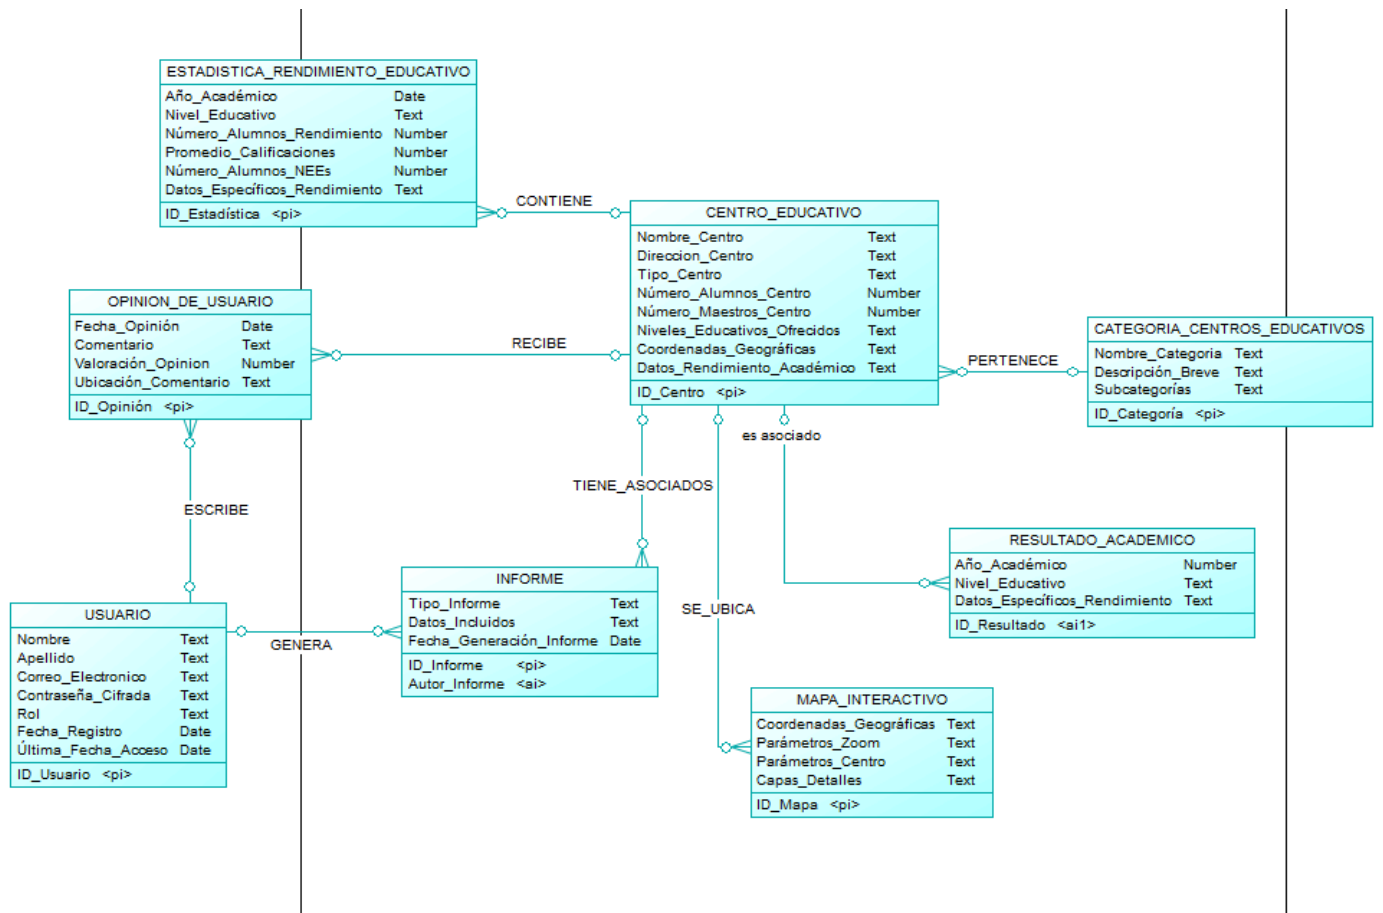 ESTADISTICA_RENDIMIENTO_EDUCATIVO
Año_Académico Date
Nivel_Educativo Text
Número_Alumnos_Rendimiento Number
Promedio_Calificaciones Number
Número_Alumnos_NEEs Number
Datos_Específicos_Rendimiento Text
ID_Estadística <pi>
CONTIENE
CENTRO_EDUCATIVO
Nombre_Centro Text
Direccion_Centro Text
Tipo_Centro Text
Número_Alumnos_Centro Number
Número_Maestros_Centro Number
Niveles_Educativos_Ofrecidos Text
Coordenadas_Geográficas Text
Datos_Rendimiento_Académico Text
ID_Centro <pi>
OPINION_DE_USUARIO
Fecha_Opinión Date
Comentario Text
Valoración_Opinion Number
Ubicación_Comentario Text
ID_Opinión <pi>
RECIBE
PERTENECE
CATEGORIA_CENTROS_EDUCATIVOS
Nombre_Categoria Text
Descripción_Breve Text
Subcategorías Text
ID_Categoría <pi>
es asociado
TIENE_ASOCIADOS
ESCRIBE
RESULTADO_ACADEMICO
Año_Académico Number
Nivel_Educativo Text
Datos_Específicos_Rendimiento Text
ID_Resultado <ai1>
INFORME
Tipo_Informe Text
Datos_Incluidos Text
Fecha_Generación_Informe Date
ID_Informe <pi>
Autor_Informe <ai>
SE_UBICA
USUARIO
Nombre Text
Apellido Text
Correo_Electronico Text
Contraseña_Cifrada Text
Rol Text
Fecha_Registro Date
Última_Fecha_Acceso Date
ID_Usuario <pi>
GENERA
MAPA_INTERACTIVO
Coordenadas_Geográficas Text
Parámetros_Zoom Text
Parámetros_Centro Text
Capas_Detalles Text
ID_Mapa <pi>